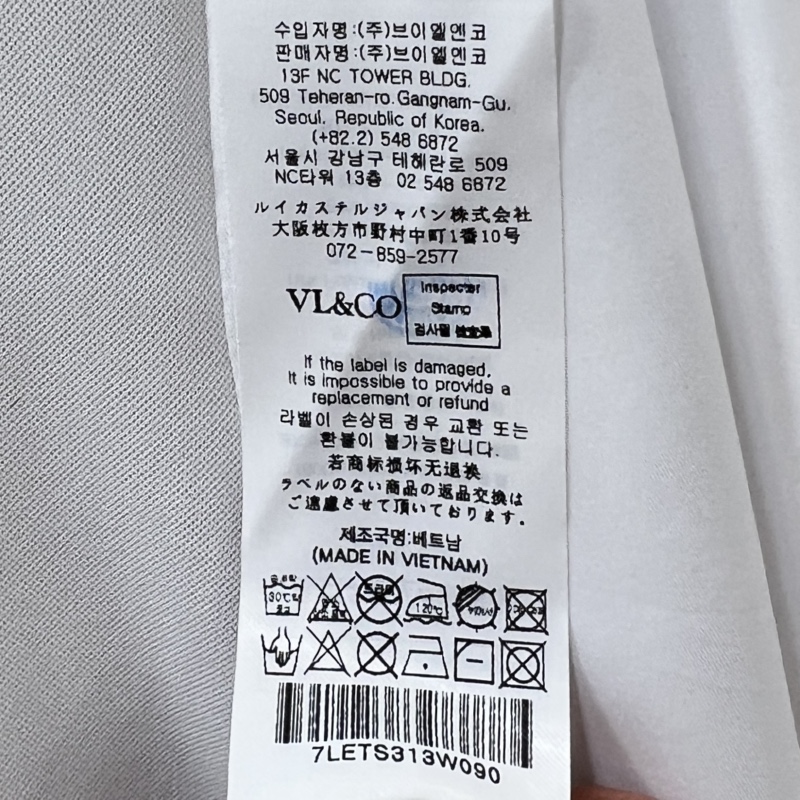 수입자명:(주)브이엘엔코
판매자명:(주)브이엘엔코
13F NC TOWER BLDG.
509 Teheran-ro.Gangnam-Gu,
Seoul, Republic of Korea.
(+82.2) 548 6872
서울시 강남구 테헤란로 509
NC타워 13층 02 548 6872
ルイカステルジャパン株式会社
大阪枚方市野村中町1番10号
072-859-2577
VL&CO
Inspecter
Stamp
검사필
If the label is damaged,
It is impossible to provide a
replacement or refund
라벨이 손상된 경우 교환 또는
환불이 불가능합니다.
若商标损坏无退换
ラベルのない商品の返品交換は
ご遠慮させて頂いております.
제조국명:베트남
(MADE IN VIETNAM)
30℃
120℃
7LETS313W090